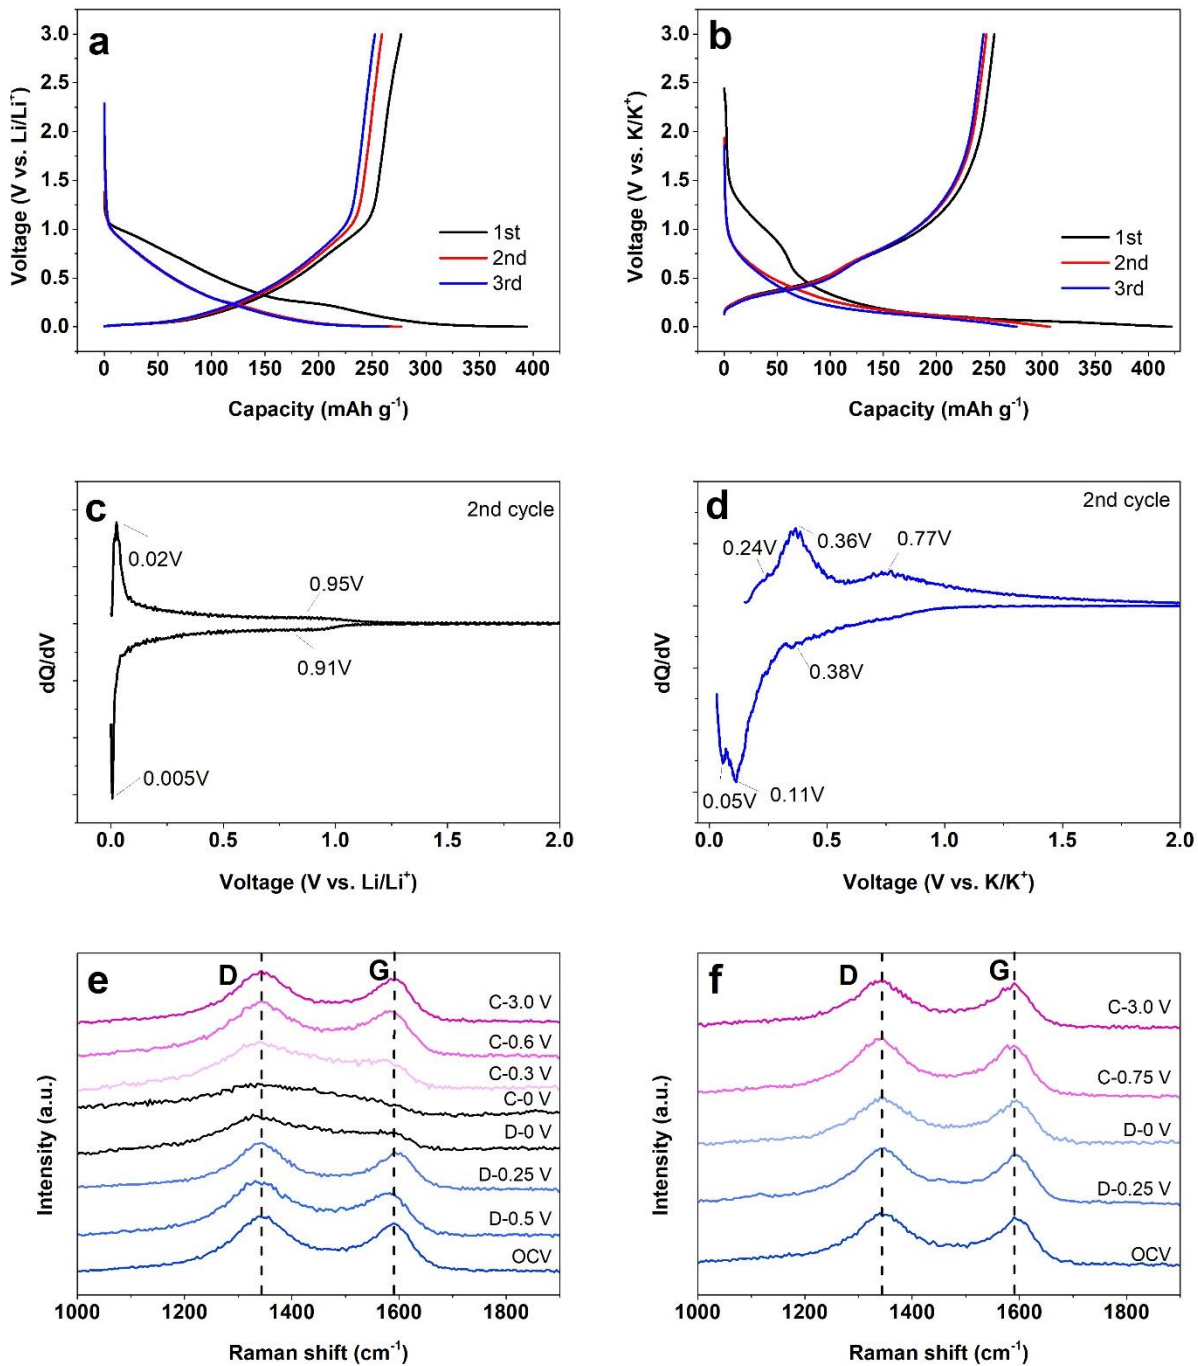 a
3.0
2.5
2.0
1.5
1.0
0.5
0.0
Voltage (V vs. Li/Li⁺)
1st
2nd
3rd
0 50 100 150 200 250 300 350 400
Capacity (mAh g⁻¹)
b
3.0
2.5
2.0
1.5
1.0
0.5
0.0
Voltage (V vs. K/K⁺)
1st
2nd
3rd
0 50 100 150 200 250 300 350 400
Capacity (mAh g⁻¹)
c
2nd cycle
0.02V
0.95V
0.91V
0.005V
dQ/dV
0.0 0.5 1.0 1.5 2.0
Voltage (V vs. Li/Li⁺)
d
2nd cycle
0.24V
0.36V
0.77V
0.38V
0.05V
0.11V
dQ/dV
0.0 0.5 1.0 1.5 2.0
Voltage (V vs. K/K⁺)
e
D
G
C-3.0 V
C-0.6 V
C-0.3 V
C-0 V
D-0 V
D-0.25 V
D-0.5 V
OCV
Intensity (a.u.)
1000 1200 1400 1600 1800
Raman shift (cm⁻¹)
f
D
G
C-3.0 V
C-0.75 V
D-0 V
D-0.25 V
OCV
Intensity (a.u.)
1000 1200 1400 1600 1800
Raman shift (cm⁻¹)